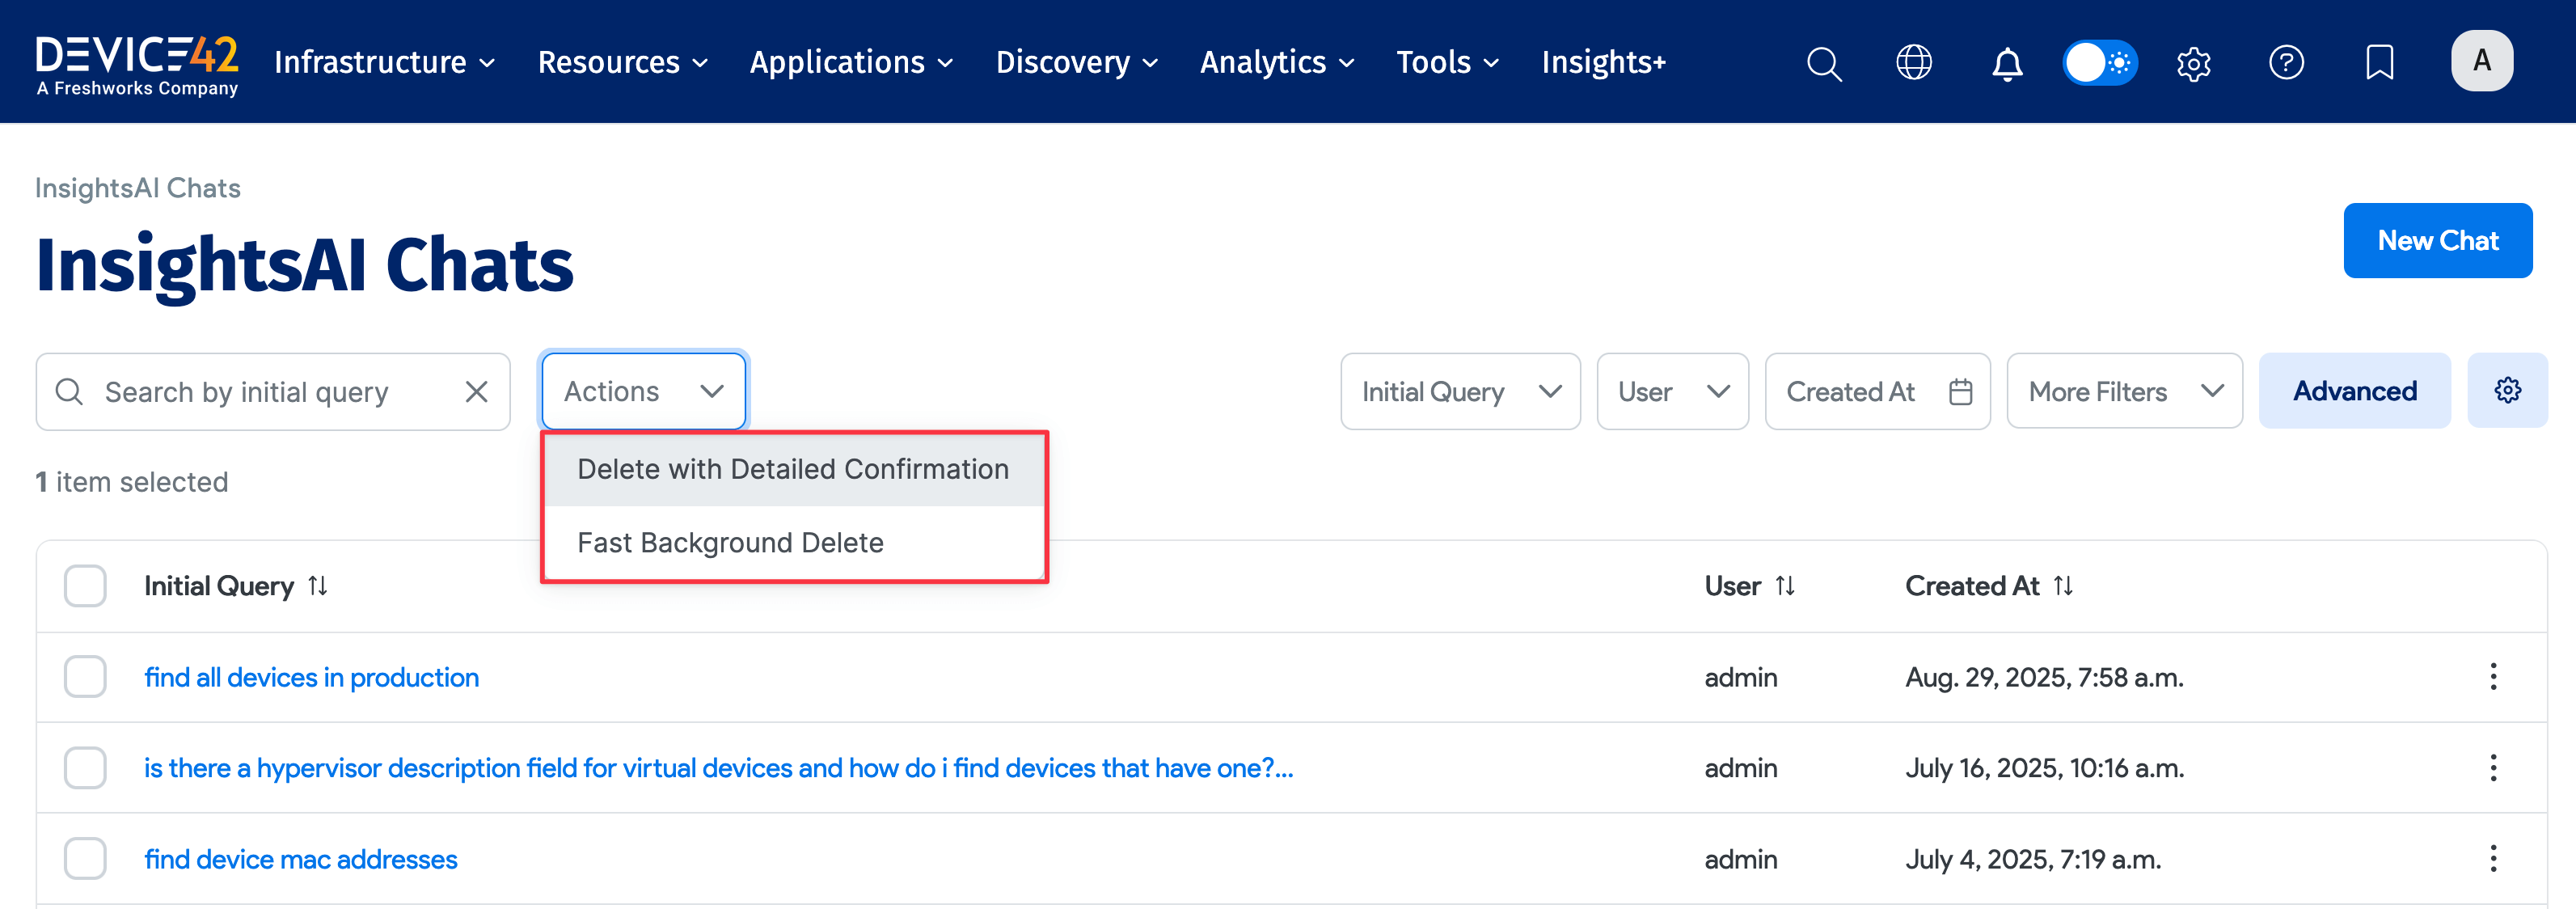 DEVICE42
A Freshworks Company
Infrastructure Resources Applications Discovery Analytics Tools Insights+ A
InsightsAI Chats
InsightsAI Chats
New Chat
Search by initial query Actions Initial Query User Created At More Filters Advanced
Delete with Detailed Confirmation
1 item selected
Fast Background Delete
Initial Query User Created At
find all devices in production admin Aug. 29, 2025, 7:58 a.m.
is there a hypervisor description field for virtual devices and how do i find devices that have one?... admin July 16, 2025, 10:16 a.m.
find device mac addresses admin July 4, 2025, 7:19 a.m.